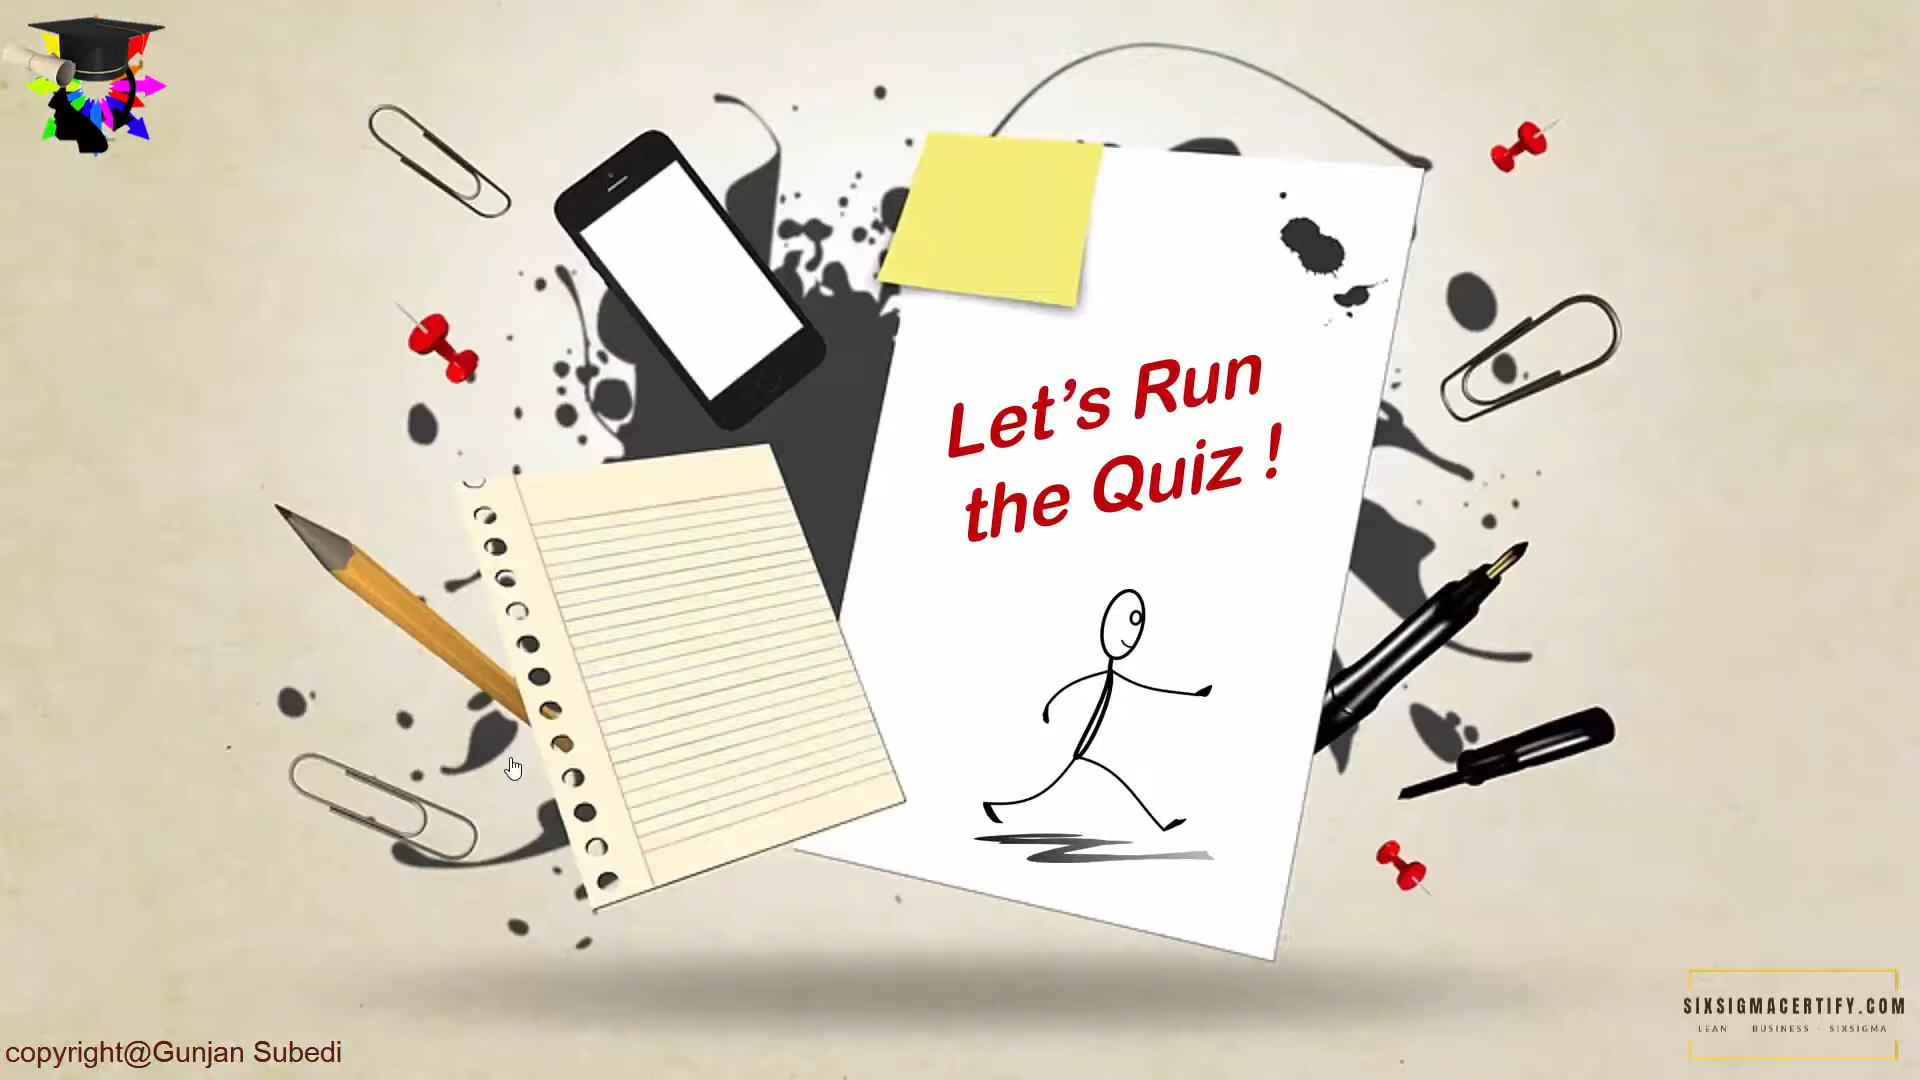 Let’s Run
the Quiz !
SIXSIGMACERTIFY.COM
LEAN BUSINESS - SIXSIGMA
copyright@Gunjan Subedi